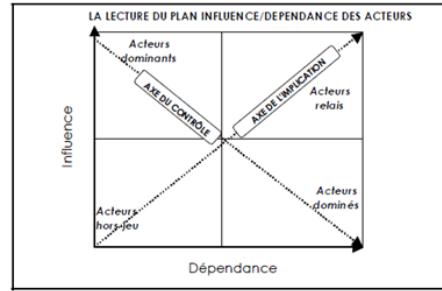 LA LECTURE DU PLAN INFLUENCE/DEPENDANCE DES ACTEURS
Acteurs
dominants
AXE DU CONTRÔLE
AXE DE L'IMPLICATION
Acteurs
relais
Influence
Acteurs
hors-jeu
Acteurs
dominés
Dépendance